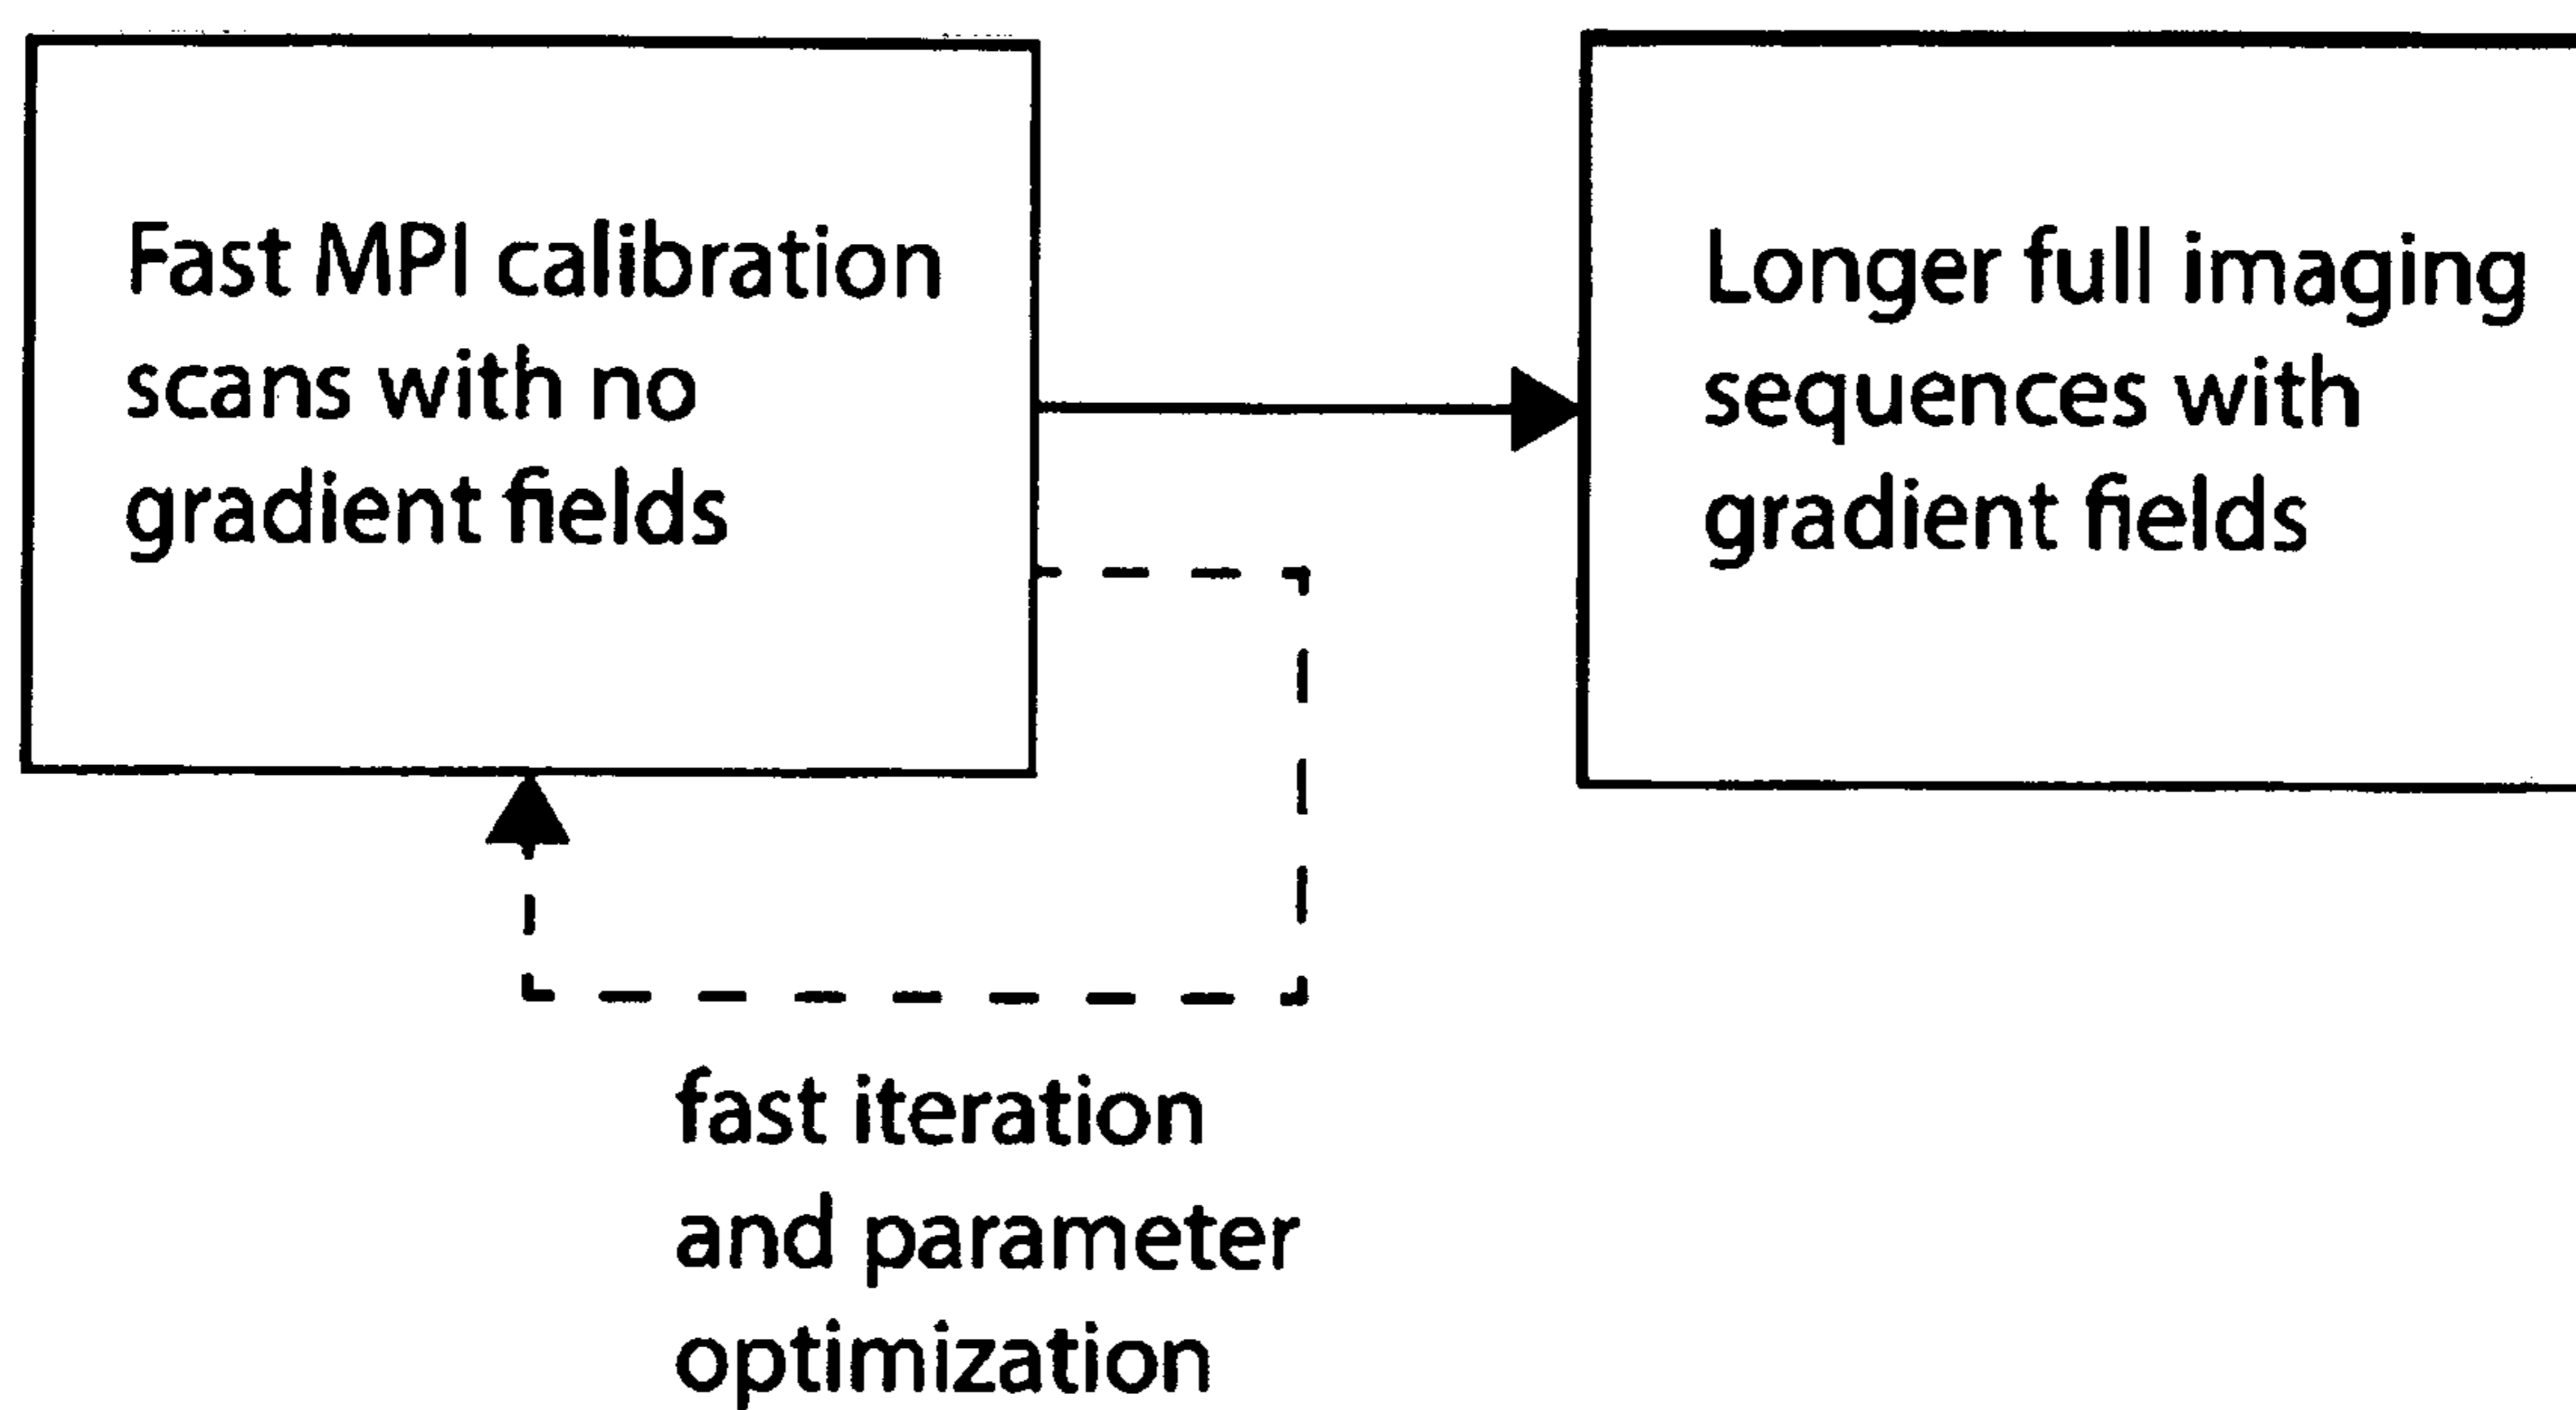 Fast MPI calibration
scans with no
gradient fields
Longer full imaging
sequences with
gradient fields
fast iteration
and parameter
optimization